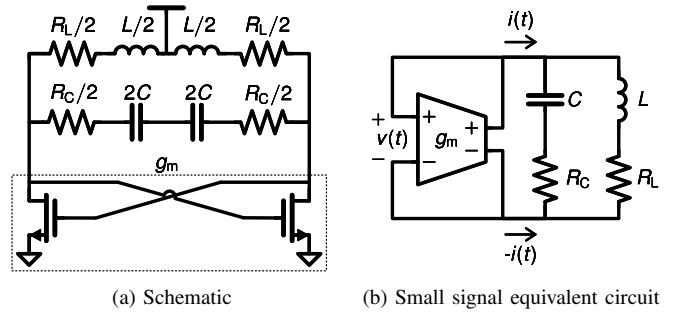 R_L/2 L/2 L/2 R_L/2
R_C/2 2C 2C R_C/2
g_m
(a) Schematic
i(t)
+ + + C L
v(t) g_m
− − − R_C R_L
-i(t)
(b) Small signal equivalent circuit